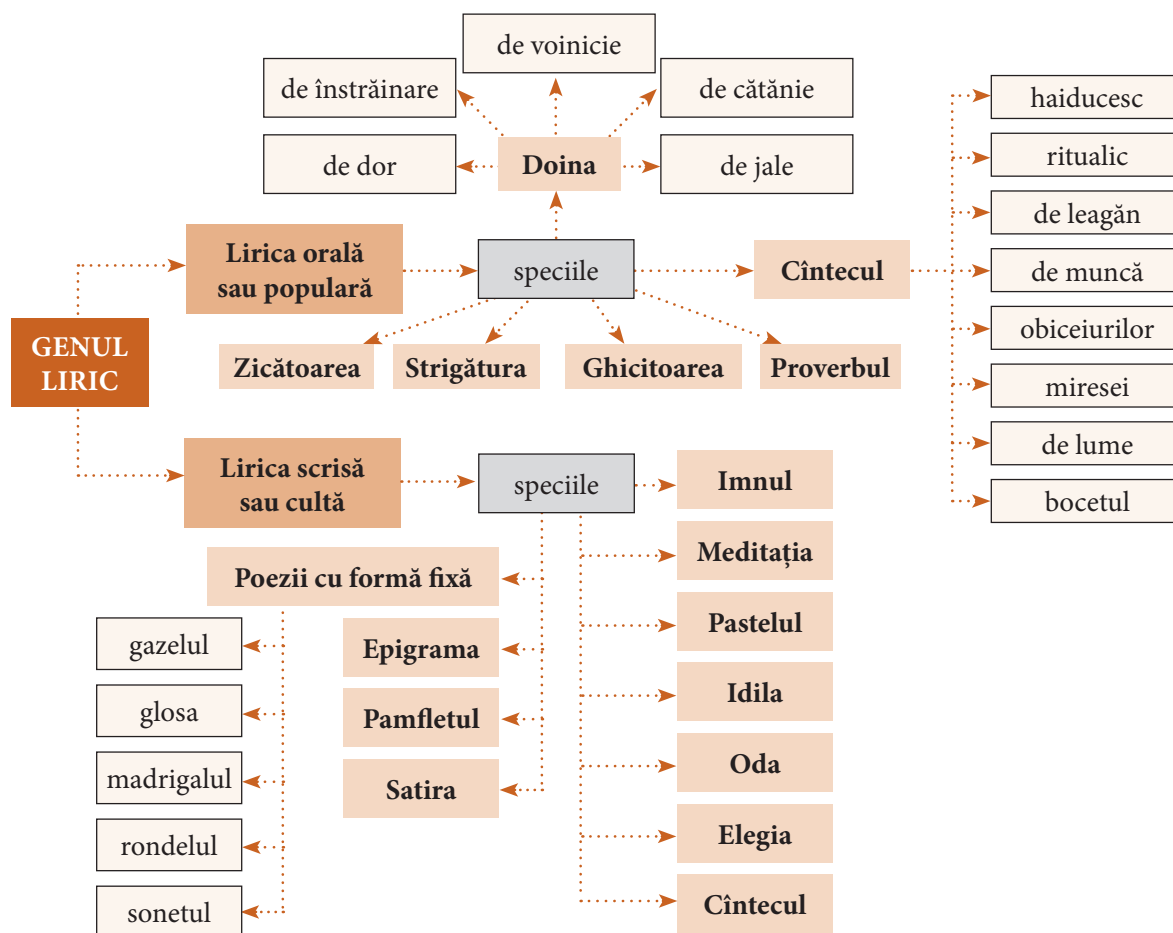 de voinicie
de înstrăinare
de cătănie
de dor
Doina
de jale
haiducesc
ritualic
de leagăn
de muncă
obiceiurilor
miresei
de lume
bocetul
Lirica orală
sau populară
speciile
Cîntecul
GENUL
LIRIC
Zicătoarea
Strigătura
Ghicitoarea
Proverbul
Lirica scrisă
sau cultă
speciile
Imnul
Meditația
Pastelul
Idila
Oda
Elegia
Cîntecul
Poezii cu formă fixă
Epigrama
Pamfletul
Satira
gazelul
glosa
madrigalul
rondelul
sonetul